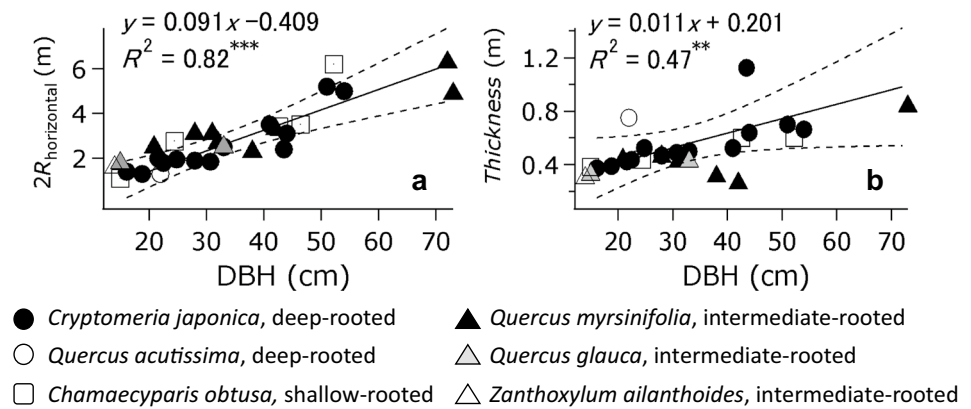 y = 0.091x −0.409
R² = 0.82***
2R horizontal (m)
6
4
2
a
20 30 40 50 60 70
DBH (cm)
y = 0.011x + 0.201
R² = 0.47**
Thickness (m)
1.2
0.8
0.4
b
20 30 40 50 60 70
DBH (cm)
Cryptomeria japonica, deep-rooted
Quercus acutissima, deep-rooted
Chamaecyparis obtusa, shallow-rooted
Quercus myrsinifolia, intermediate-rooted
Quercus glauca, intermediate-rooted
Zanthoxylum ailanthoides, intermediate-rooted